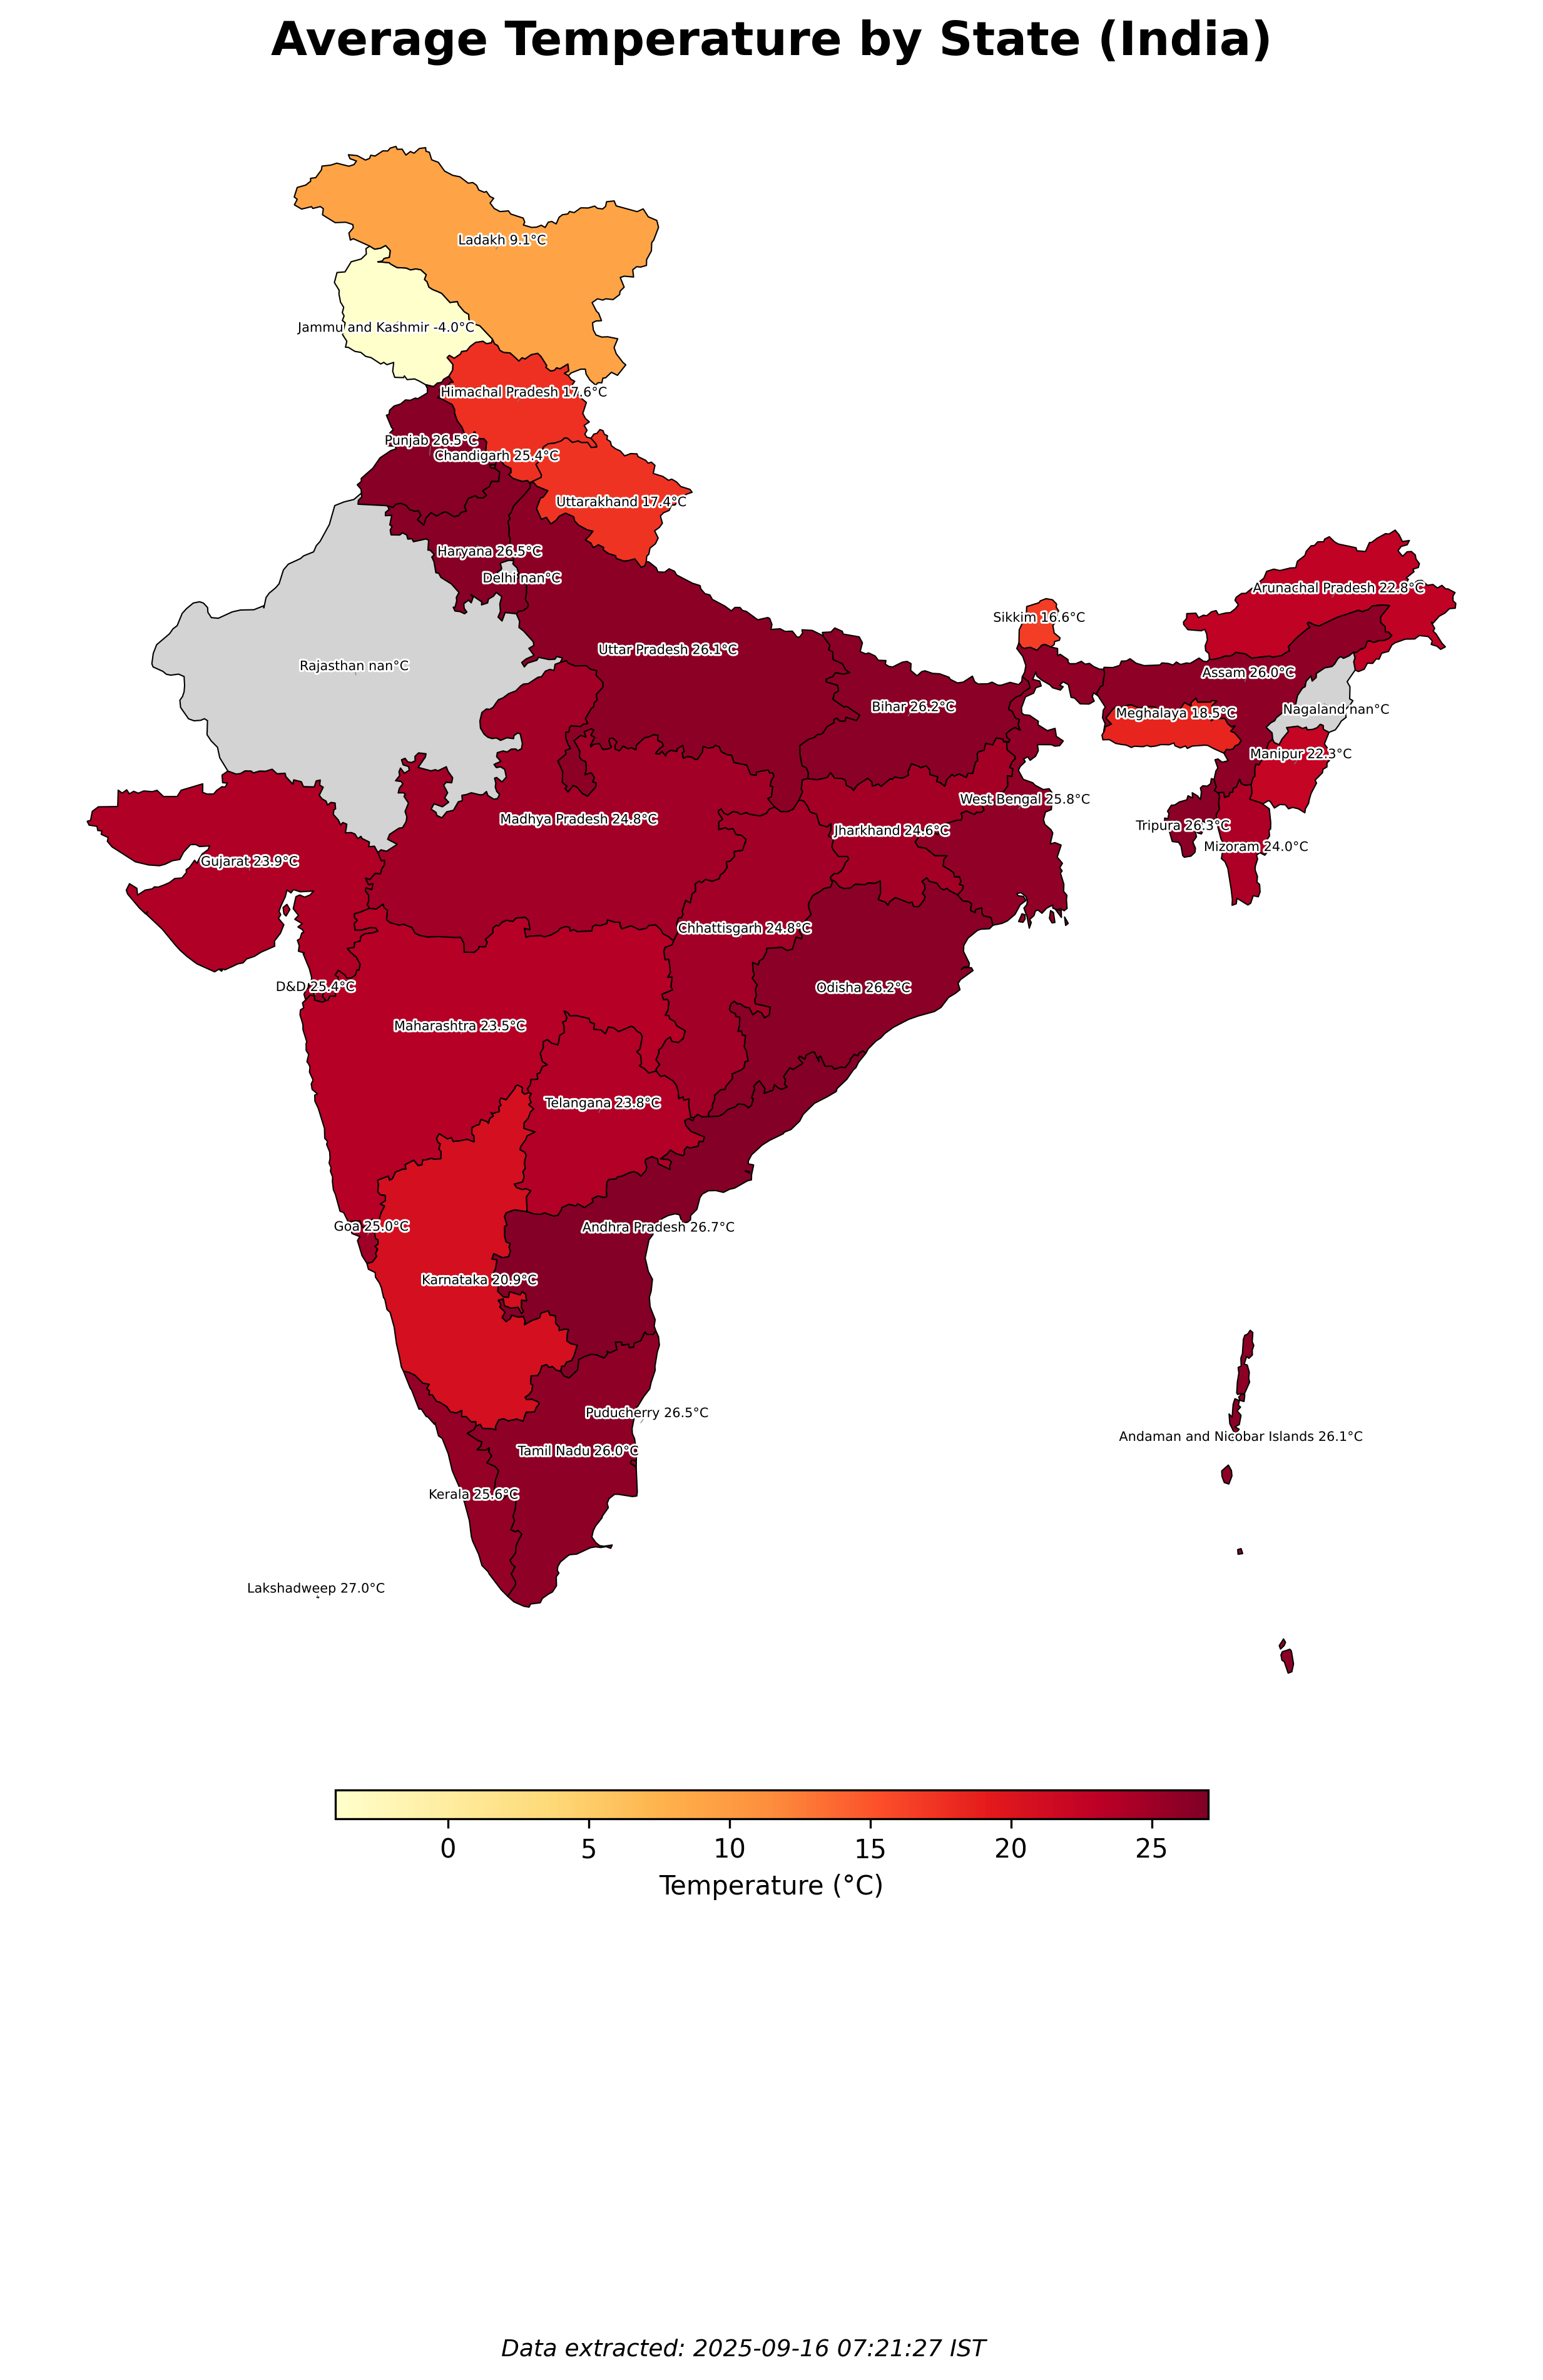 Average Temperature by State (India)
Ladakh 9.1°C
Jammu and Kashmir -4.0°C
Himachal Pradesh 17.6°C
Punjab 26.5°C
Chandigarh 25.4°C
Uttarakhand 17.4°C
Haryana 26.5°C
Delhi nan°C
Arunachal Pradesh 22.8°C
Sikkim 16.6°C
Uttar Pradesh 26.1°C
Rajasthan nan°C
Assam 26.0°C
Bihar 26.2°C
Nagaland nan°C
Meghalaya 18.5°C
Manipur 22.3°C
West Bengal 25.8°C
Madhya Pradesh 24.8°C
Tripura 26.3°C
Jharkhand 24.6°C
Mizoram 24.0°C
Gujarat 23.9°C
Chhattisgarh 24.8°C
D&D 25.4°C
Odisha 26.2°C
Maharashtra 23.5°C
Telangana 23.8°C
Goa 25.0°C
Andhra Pradesh 26.7°C
Karnataka 20.9°C
Puducherry 26.5°C
Andaman and Nicobar Islands 26.1°C
Tamil Nadu 26.0°C
Kerala 25.6°C
Lakshadweep 27.0°C
0 5 10 15 20 25
Temperature (°C)
Data extracted: 2025-09-16 07:21:27 IST